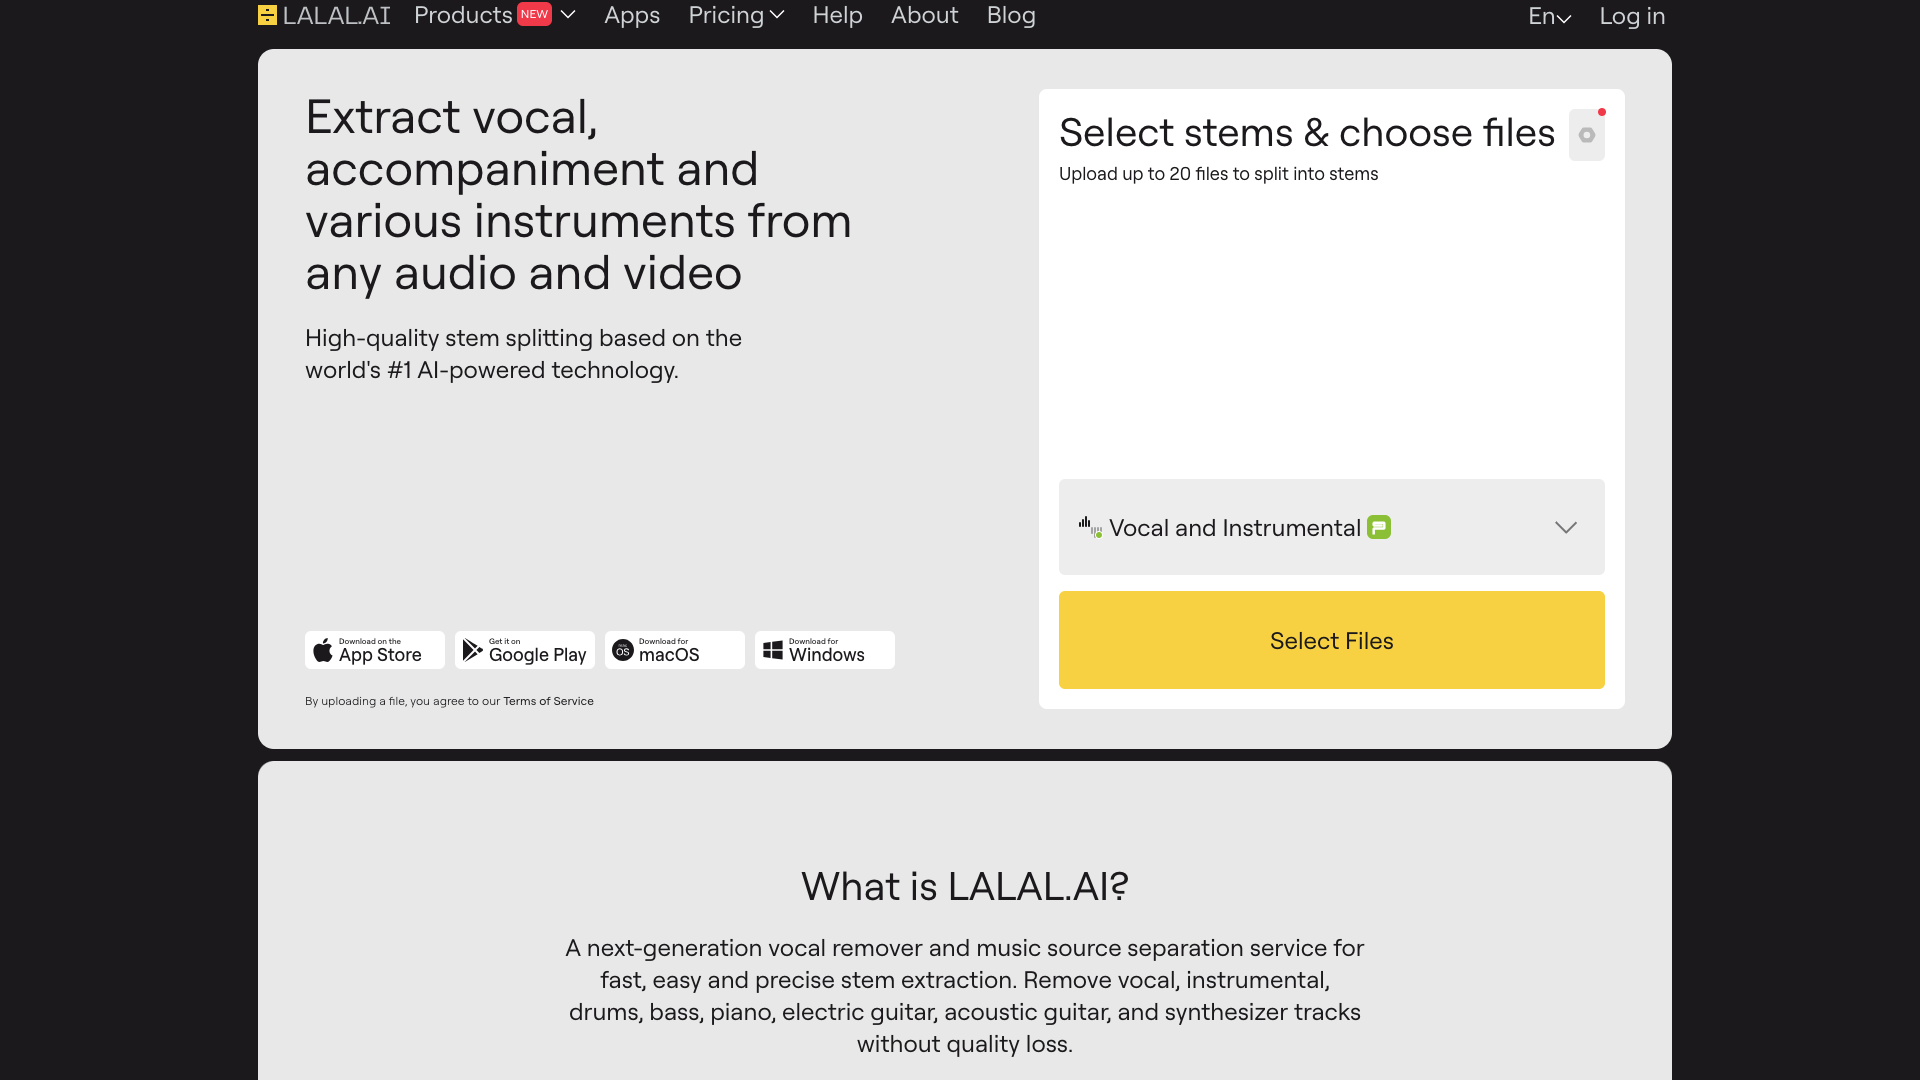 LALAL.AI
Products NEW
Apps
Pricing
Help
About
Blog
En
Log in
Extract vocal,
accompaniment and
various instruments from
any audio and video
High-quality stem splitting based on the
world's #1 AI-powered technology.
Download on the
App Store
Get it on
Google Play
OS
Download for
macOS
Download for
Windows
By uploading a file, you agree to our Terms of Service
Select stems & choose files
Upload up to 20 files to split into stems
Vocal and Instrumental
Select Files
What is LALAL.AI?
A next-generation vocal remover and music source separation service for
fast, easy and precise stem extraction. Remove vocal, instrumental,
drums, bass, piano, electric guitar, acoustic guitar, and synthesizer tracks
without quality loss.